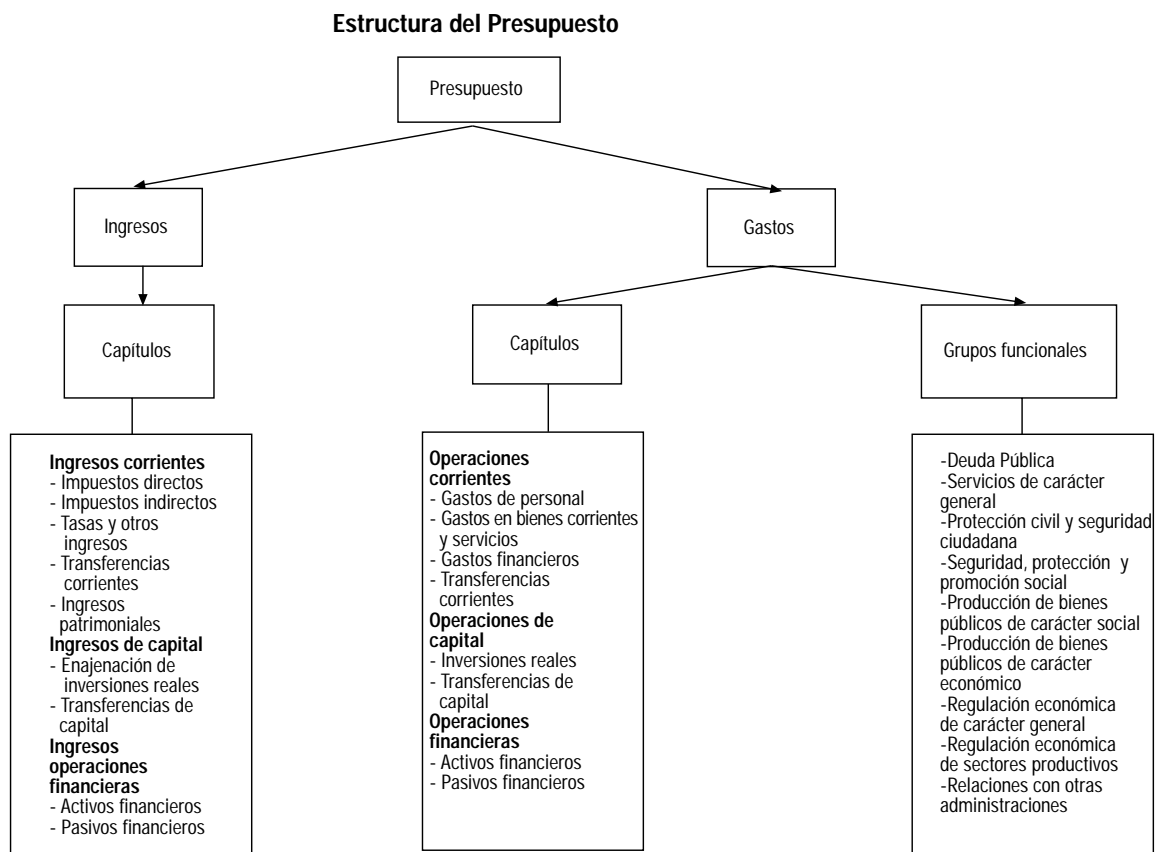 Estructura del Presupuesto
Presupuesto
Ingresos
Gastos
Capítulos
Capítulos
Grupos funcionales
Ingresos corrientes
- Impuestos directos
- Impuestos indirectos
- Tasas y otros
ingresos
- Transferencias
corrientes
- Ingresos
patrimoniales
Ingresos de capital
- Enajenación de
inversiones reales
- Transferencias de
capital
Ingresos
operaciones
financieras
- Activos financieros
- Pasivos financieros
Operaciones
corrientes
- Gastos de personal
- Gastos en bienes corrientes
y servicios
- Gastos financieros
- Transferencias
corrientes
Operaciones de
capital
- Inversiones reales
- Transferencias de
capital
Operaciones
financieras
- Activos financieros
- Pasivos financieros
-Deuda Pública
-Servicios de carácter
general
-Protección civil y seguridad
ciudadana
-Seguridad, protección y
promoción social
-Producción de bienes
públicos de carácter social
-Producción de bienes
públicos de carácter
económico
-Regulación económica
de carácter general
-Regulación económica
de sectores productivos
-Relaciones con otras
administraciones